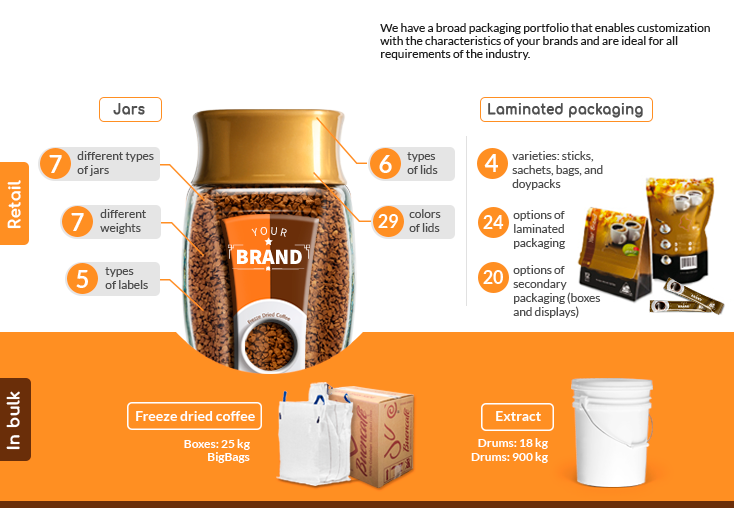 We have a broad packaging portfolio that enables customization
with the characteristics of your brands and are ideal for all
requirements of the industry.
Retail
Jars
7 different types
of jars
7 different
weights
5 types
of labels
6 types
of lids
29 colors
of lids
YOUR
BRAND
Freeze Dried Coffee
Laminated packaging
4 varieties: sticks,
sachets, bags, and
doypacks
24 options of
laminated
packaging
20 options of
secondary
packaging (boxes
and displays)
In bulk
Freeze dried coffee
Boxes: 25 kg
BigBags
Extract
Drums: 18 kg
Drums: 900 kg